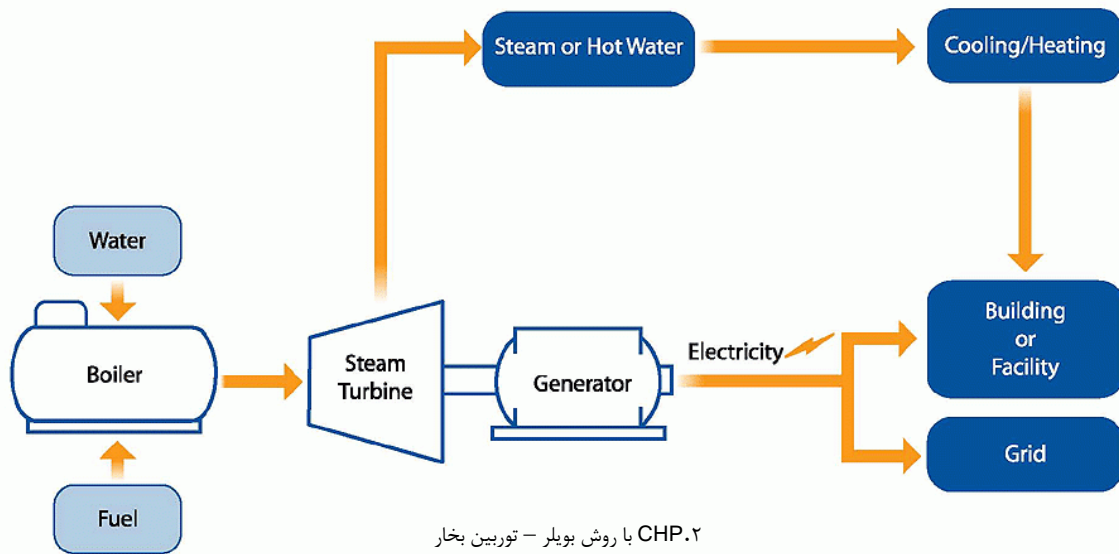 Steam or Hot Water
Cooling/Heating
Water
Boiler
Steam
Turbine
Generator
Electricity
Building
or
Facility
Grid
Fuel
۲.CHP با روش بویلر – توربین بخار